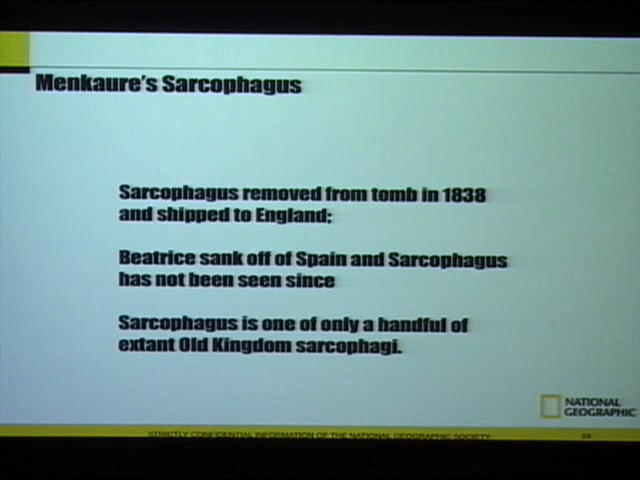 Menkaure's Sarcophagus
Sarcophagus removed from tomb in 1838
and shipped to England;
Beatrice sank off of Spain and Sarcophagus
has not been seen since
Sarcophagus is one of only a handful of
extant Old Kingdom sarcophagi.
NATIONAL
GEOGRAPHIC
STRICTLY CONFIDENTIAL INFORMATION OF THE NATIONAL GEOGRAPHIC SOCIETY